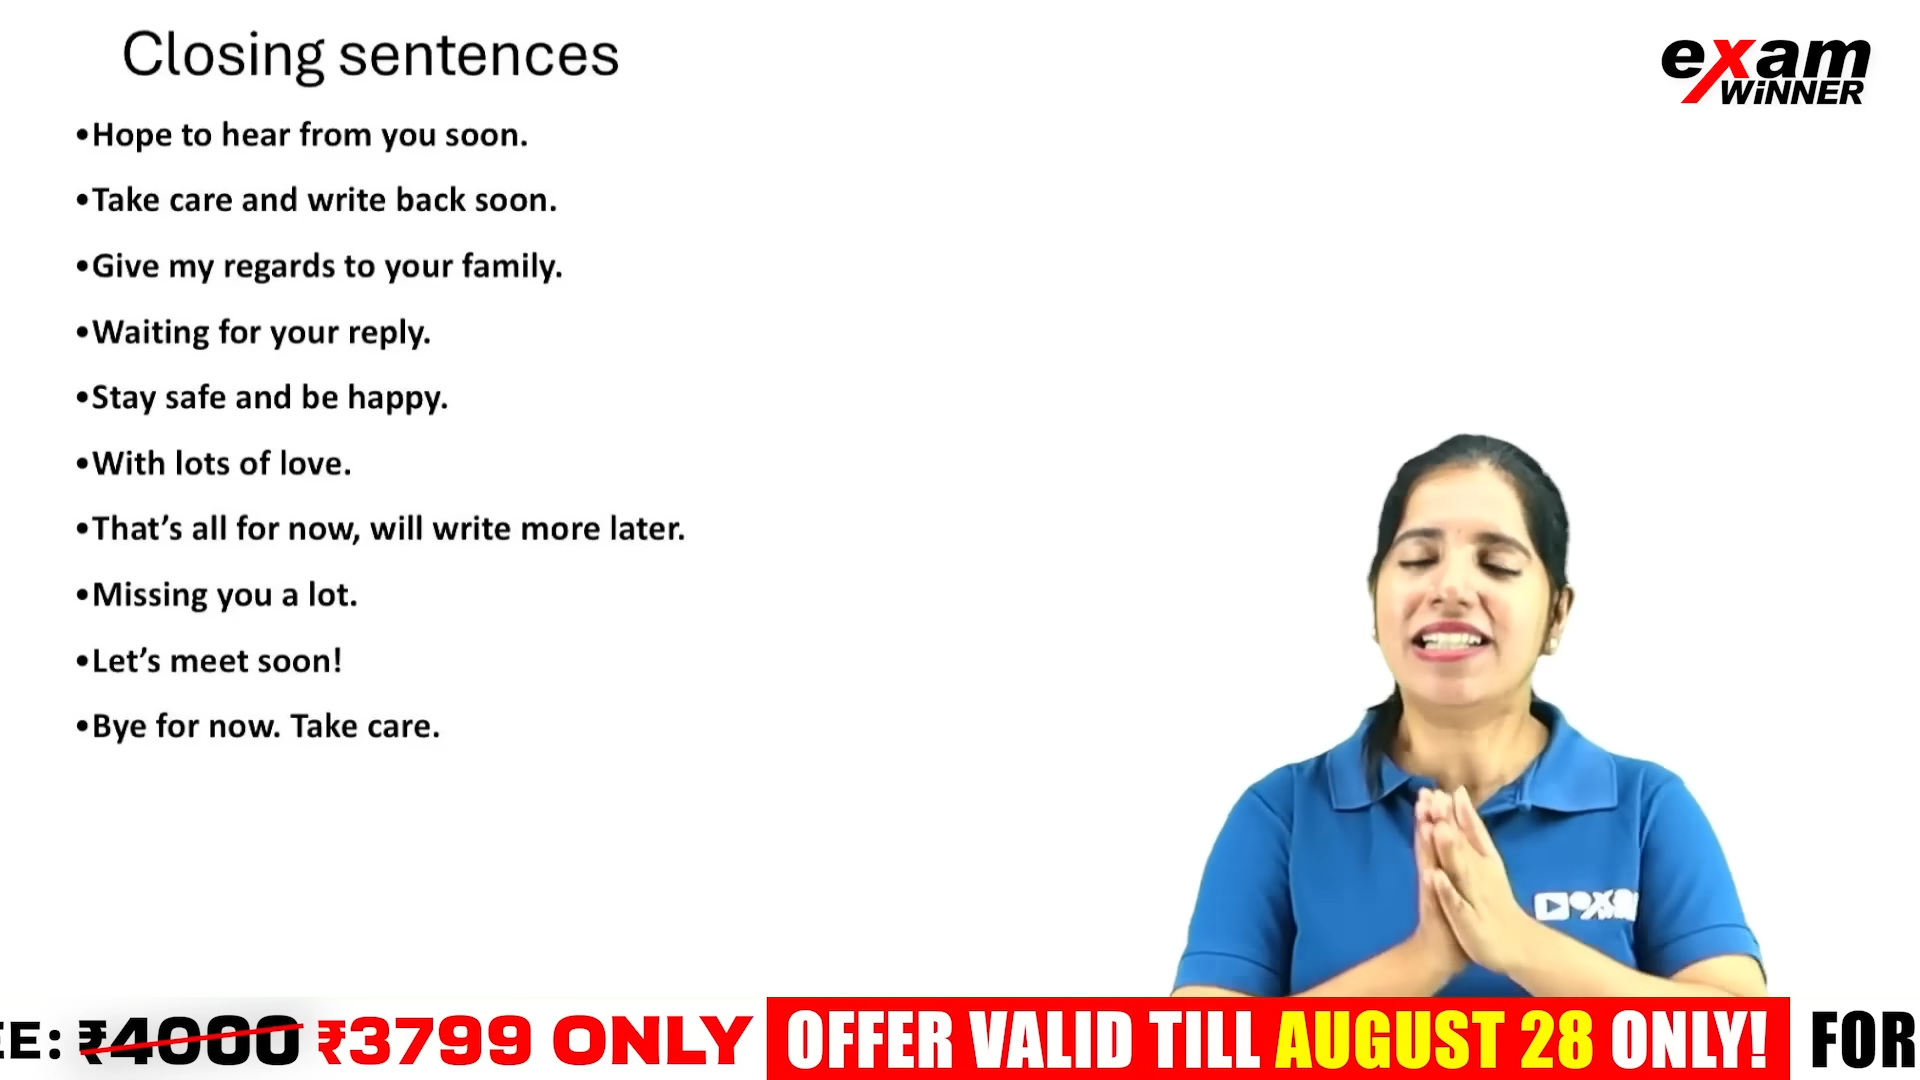 Closing sentences
exam
WiNNER
•Hope to hear from you soon.
•Take care and write back soon.
•Give my regards to your family.
•Waiting for your reply.
•Stay safe and be happy.
•With lots of love.
•That’s all for now, will write more later.
•Missing you a lot.
•Let’s meet soon!
•Bye for now. Take care.
EE: ₹4000 ₹3799 ONLY OFFER VALID TILL AUGUST 28 ONLY! FOR